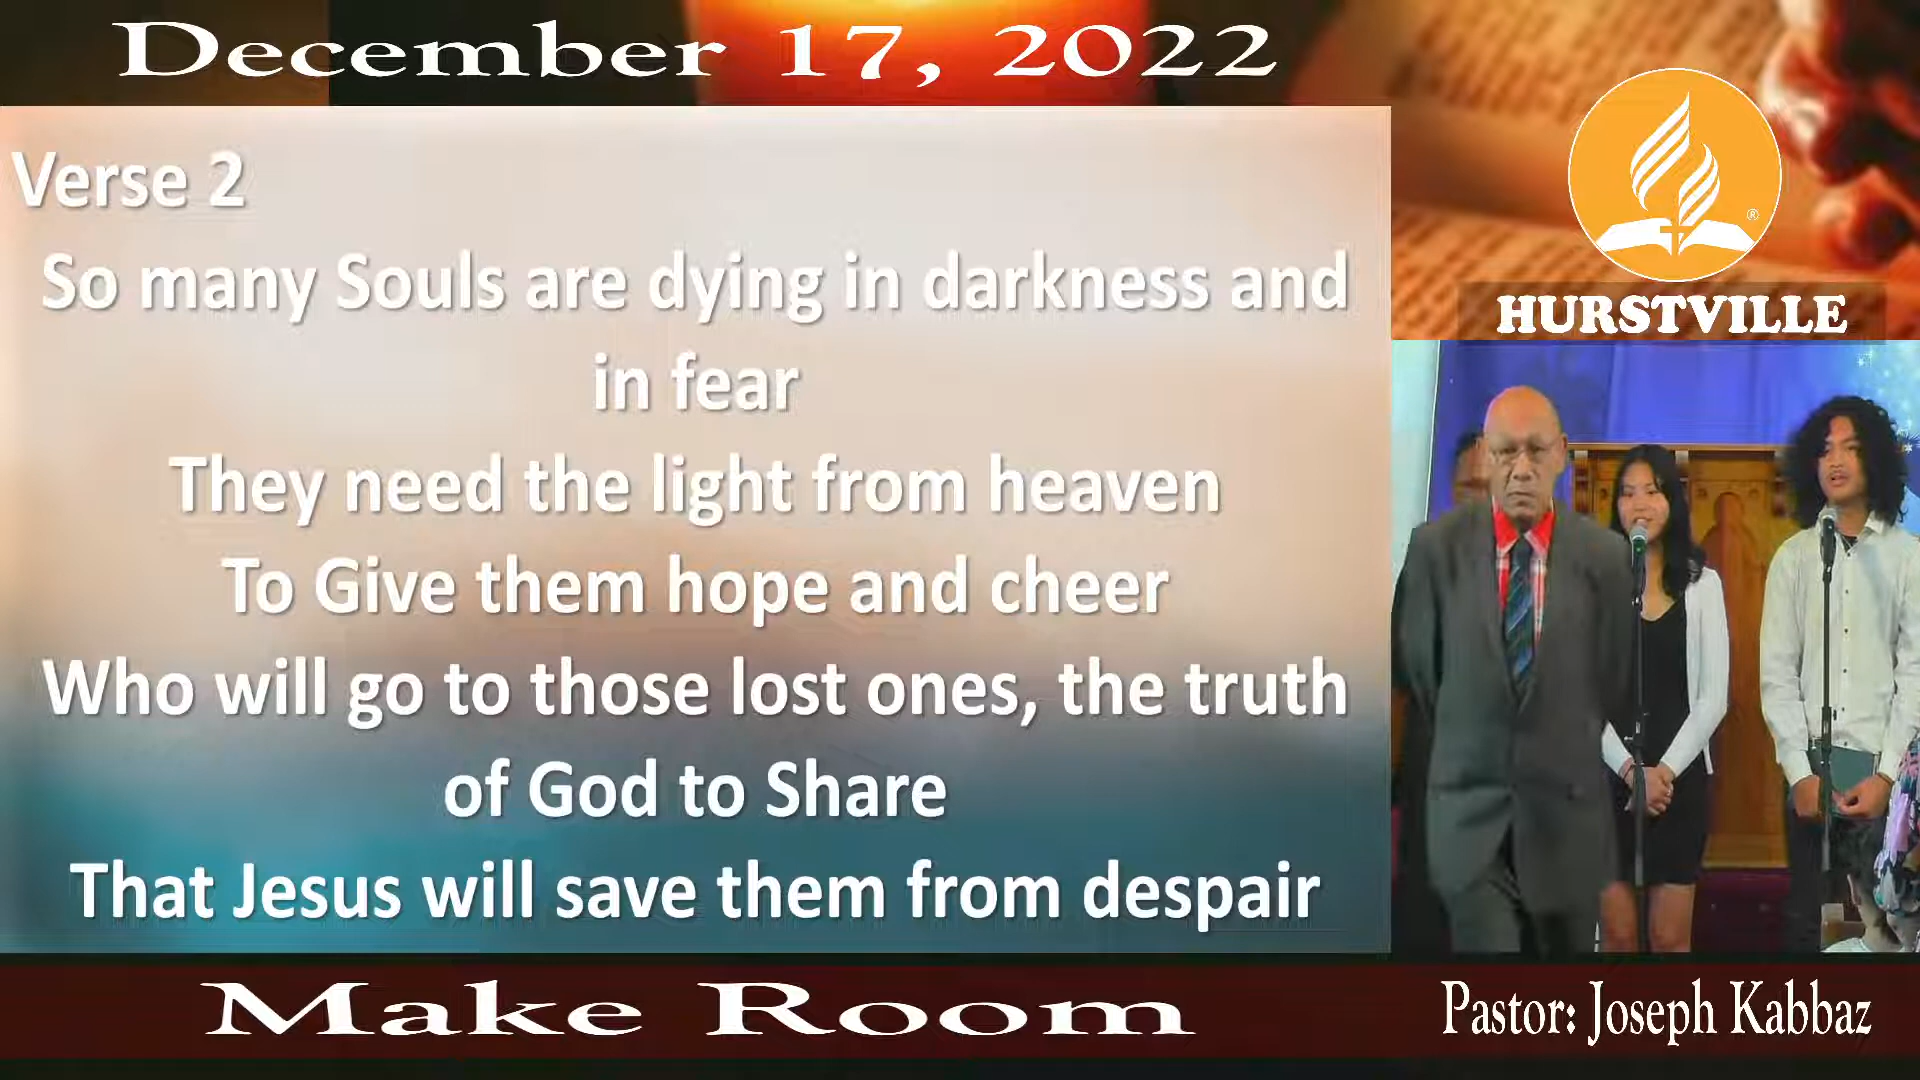 December 17, 2022
Verse 2
So many Souls are dying in darkness and
in fear
They need the light from heaven
To Give them hope and cheer
Who will go to those lost ones, the truth
of God to Share
That Jesus will save them from despair
®
HURSTVILLE
Make Room
Pastor: Joseph Kabbaz